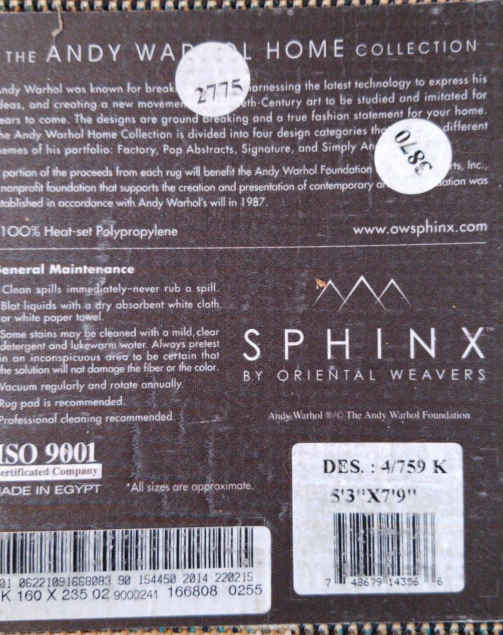 THE ANDY WAR OL HOME COLLECTION
2775
ndy Warhol was known for break harnessing the latest technology to express his
deas, and creating a new movemen eth-Century art to be studied and imitated for
ears to come. The designs are ground breaking and a true fashion statement for your home.
he Andy Warhol Home Collection is divided into four design categories tha different
emes of his portfolio: Factory, Pop Abstracts, Signature, and Simply An
3870
portion of the proceeds from each rug will benefit the Andy Warhol Foundation rts, Inc.,
nonprofit foundation that supports the creation and presentation of contemporary ar dation was
tablished in accordance with Andy Warhol's will in 1987.
100% Heat-set Polypropylene
www.owsphinx.com
General Maintenance
Clean spills immediately–never rub a spill.
Blot liquids with a dry absorbent white cloth
or white paper towel.
Some stains may be cleaned with a mild, clear
detergent and lukewarm water. Always pretest
in an inconspicuous area to be certain that
the solution will not damage the fiber or the color.
Vacuum regularly and rotate annually.
Rug pad is recommended.
Professional cleaning recommended.
SPHINX™
BY ORIENTAL WEAVERS
Andy Warhol ®/© The Andy Warhol Foundation
ISO 9001
Certificated Company
MADE IN EGYPT
*All sizes are approximate.
DES. : 4/759 K
5'3"X7'9"
7 48679 14356 6
01 06221091668083 90 154450 2014 220215
K 160 X 235 02 9000241 166808 0255